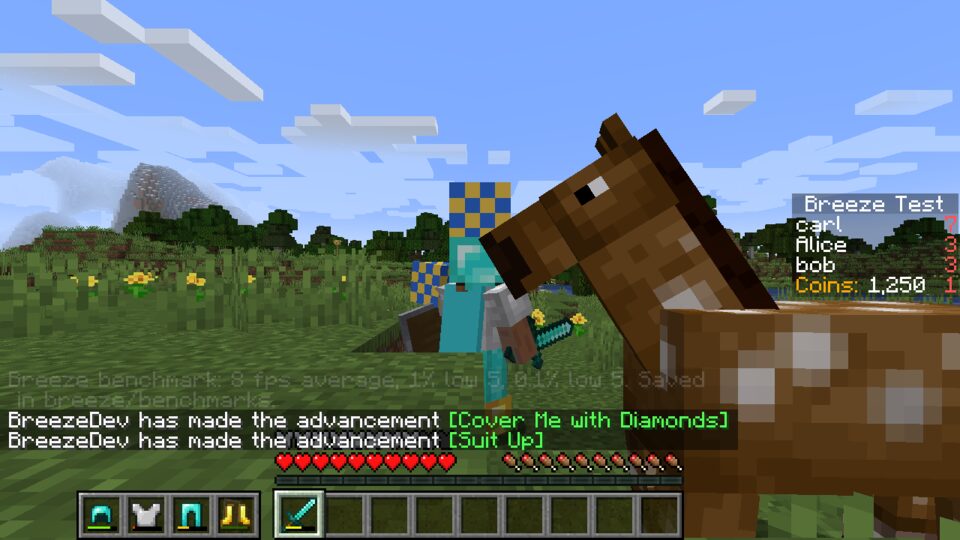 Breeze Test
carl 7
Alice 3
bob 3
Coins: 1,250 1
Breeze benchmark: 8 fps average, 1% low 5, 0.1% low 5. Saved
in breeze/benchmarks
BreezeDev has made the advancement [Cover Me with Diamonds]
BreezeDev has made the advancement [Suit Up]